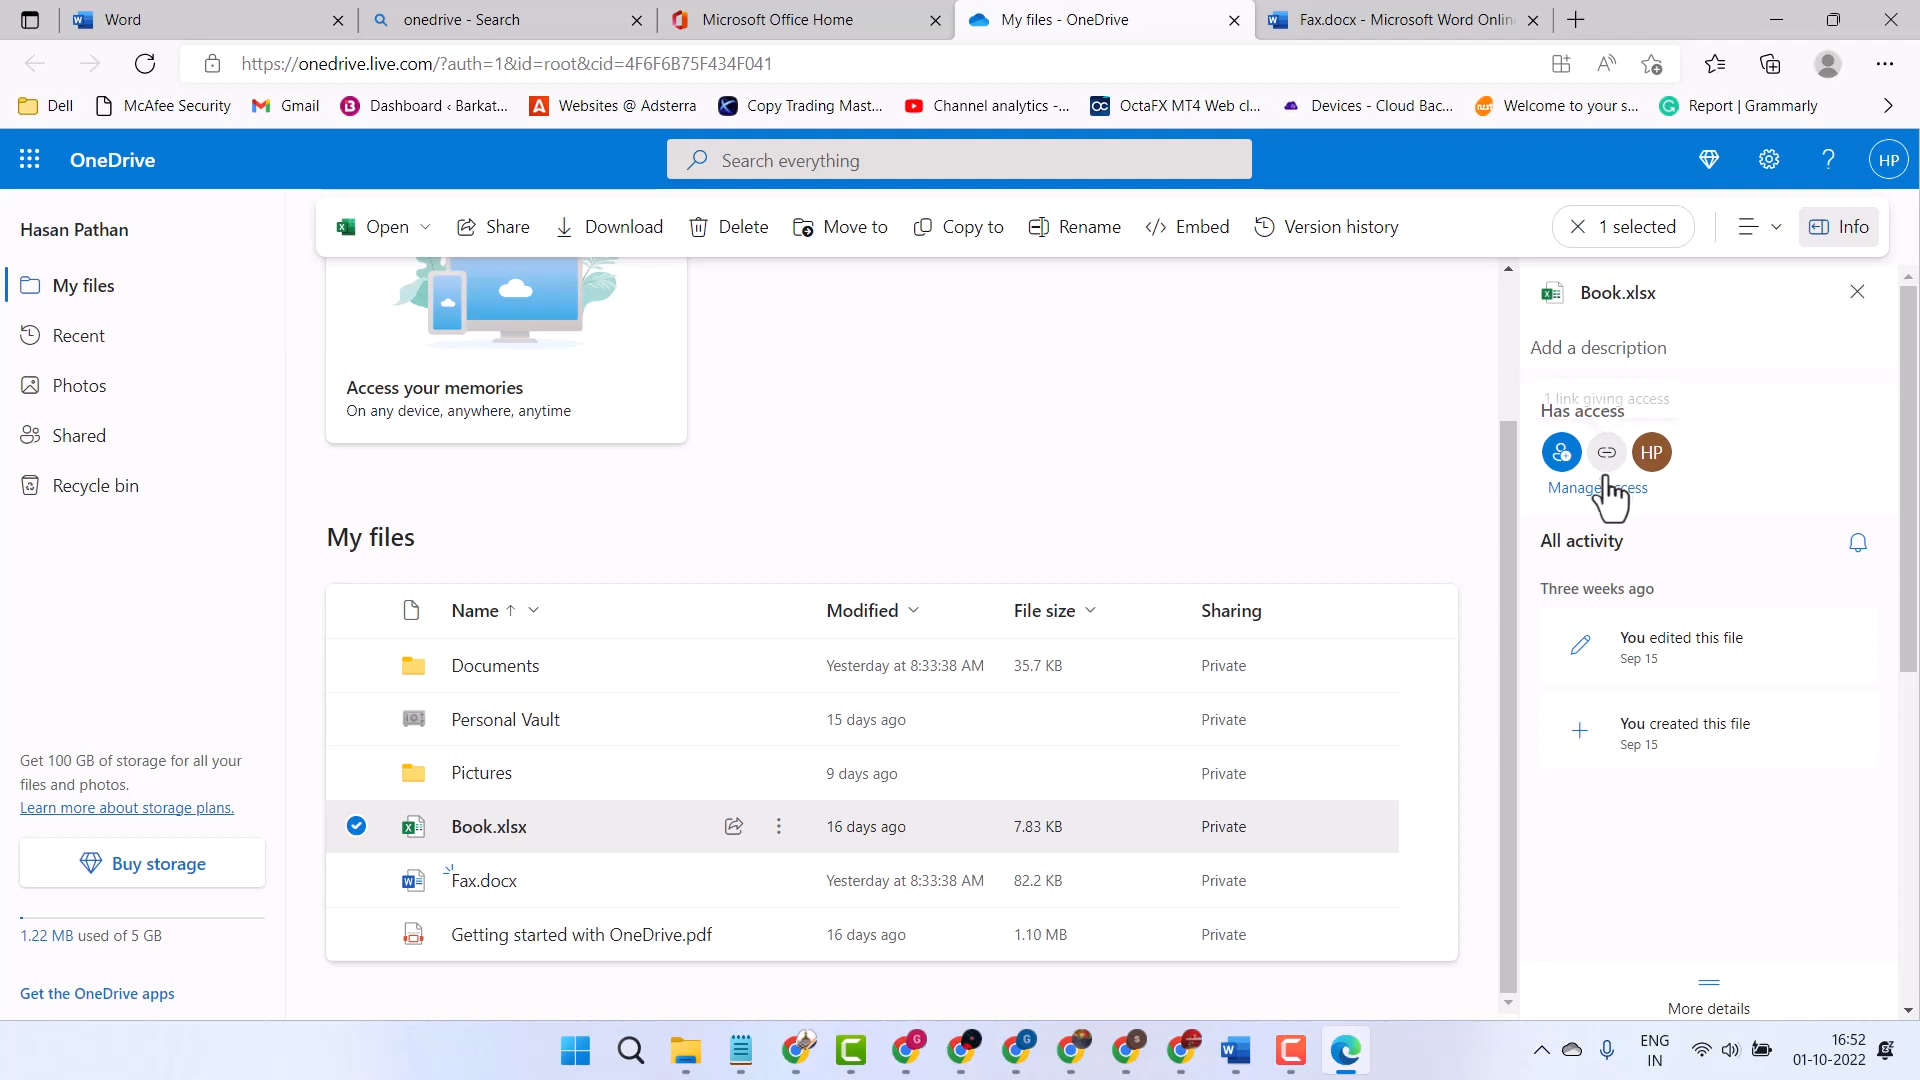 Word
onedrive - Search
Microsoft Office Home
My files - OneDrive
Fax.docx - Microsoft Word Onlin
https://onedrive.live.com/?auth=1&id=root&cid=4F6F6B75F434F041
Dell
McAfee Security
Gmail
Dashboard ‹ Barkat...
Websites @ Adsterra
Copy Trading Mast...
Channel analytics -...
OctaFX MT4 Web cl...
Devices - Cloud Bac...
Welcome to your s...
Report | Grammarly
OneDrive
Search everything
HP
Hasan Pathan
Open
Share
Download
Delete
Move to
Copy to
Rename
Embed
Version history
1 selected
Info
My files
Recent
Photos
Shared
Recycle bin
Get 100 GB of storage for all your
files and photos.
Learn more about storage plans.
Buy storage
1.22 MB used of 5 GB
Get the OneDrive apps
Access your memories
On any device, anywhere, anytime
My files
Name Modified File size Sharing
Documents Yesterday at 8:33:38 AM 35.7 KB Private
Personal Vault 15 days ago Private
Pictures 9 days ago Private
Book.xlsx 16 days ago 7.83 KB Private
Fax.docx Yesterday at 8:33:38 AM 82.2 KB Private
Getting started with OneDrive.pdf 16 days ago 1.10 MB Private
Book.xlsx
Add a description
1 link giving access
Has access
HP
Manage access
All activity
Three weeks ago
You edited this file
Sep 15
You created this file
Sep 15
More details
ENG
IN
16:52
01-10-2022